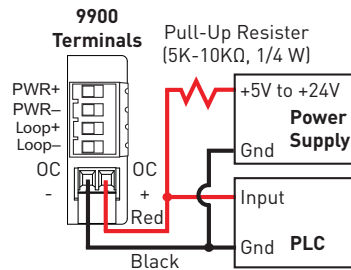 9900
Terminals
Pull-Up Resister
(5K-10KΩ, 1/4 W)
PWR+
PWR–
Loop+
Loop–
OC
-
OC
+
Red
Black
+5V to +24V
Power
Supply
Gnd
Input
Gnd
PLC